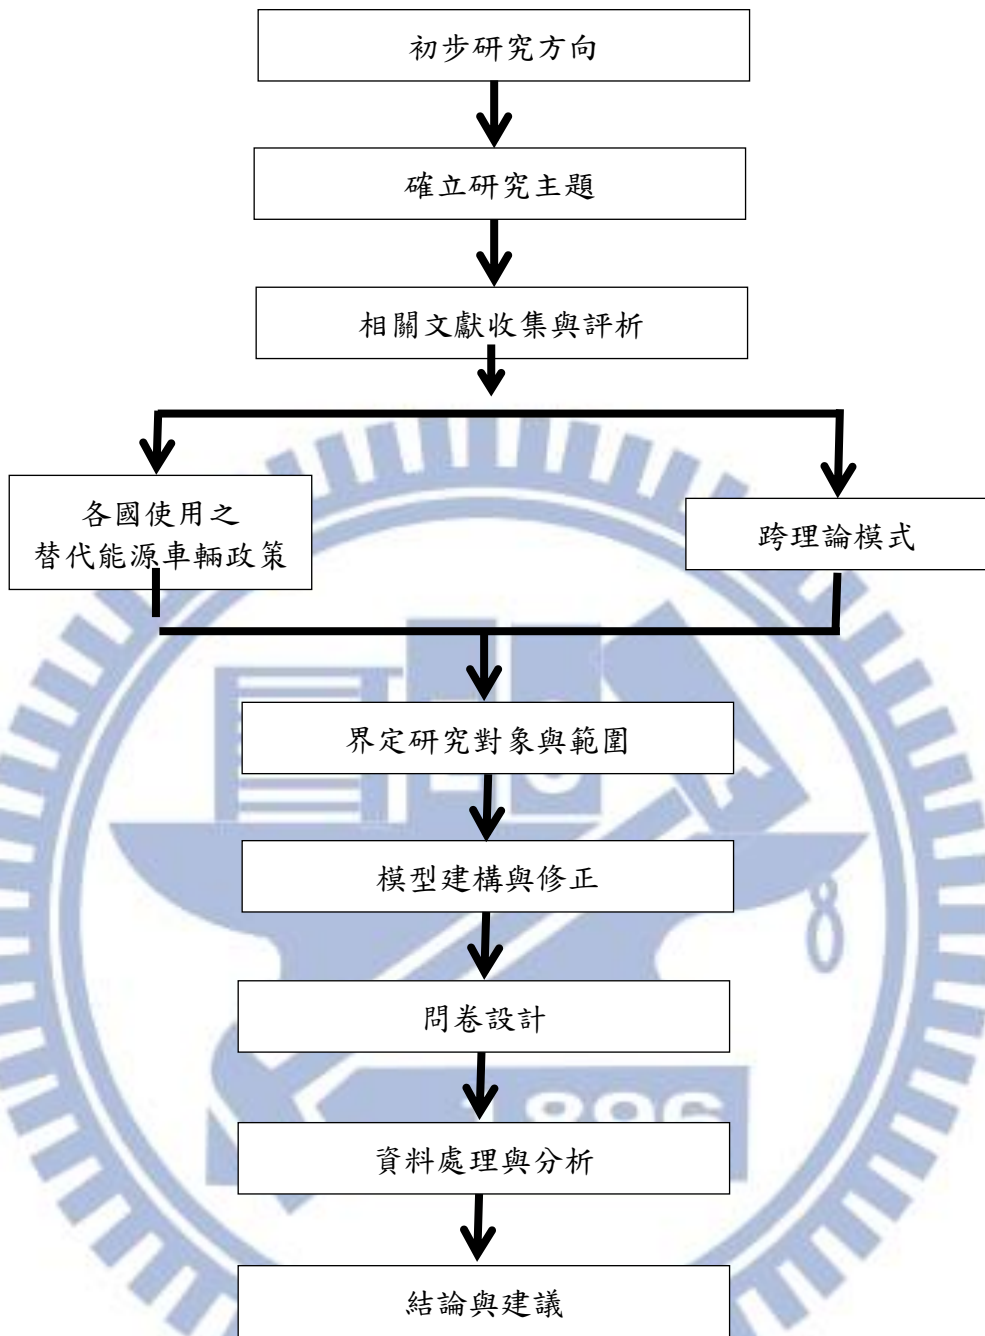 初步研究方向
確立研究主題
相關文獻收集與評析
各國使用之
替代能源車輛政策
跨理論模式
界定研究對象與範圍
模型建構與修正
問卷設計
1896
資料處理與分析
結論與建議